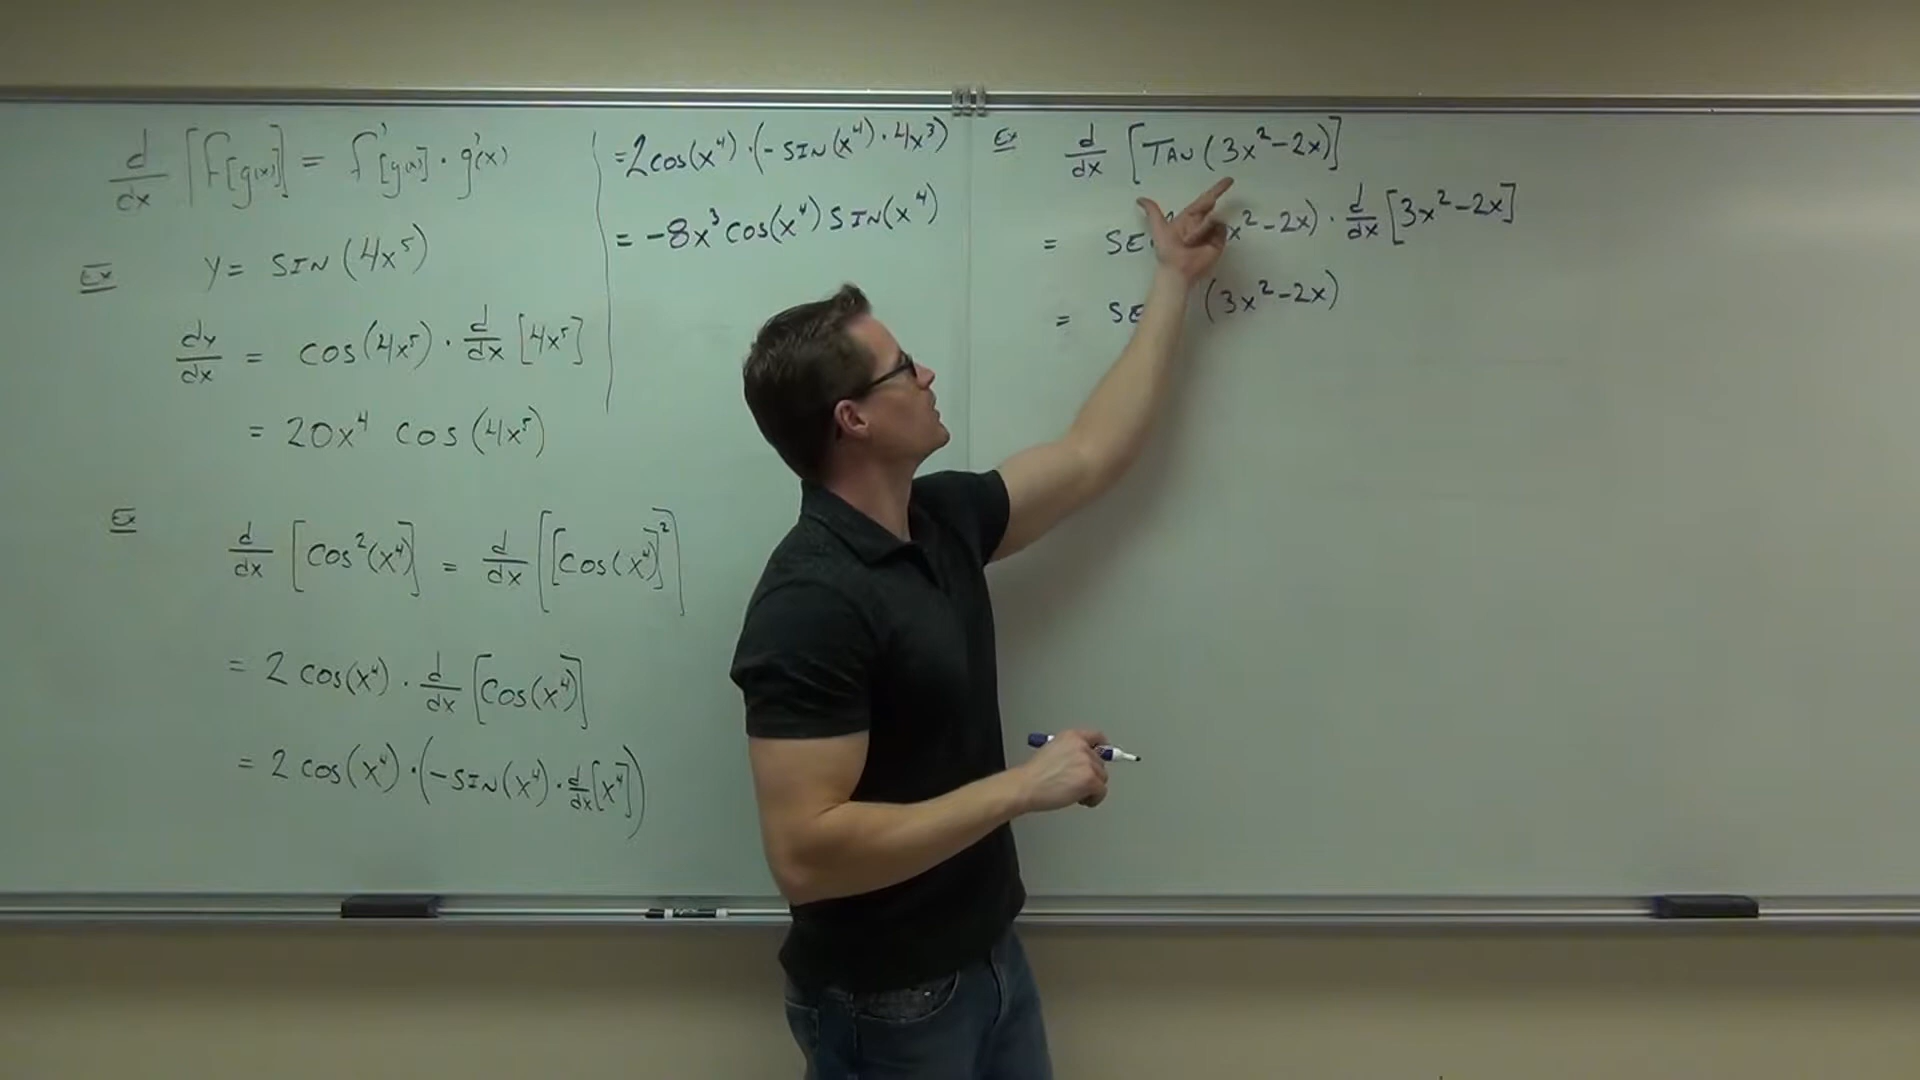 d/dx [F[g(x)]] = f'[g(x)] · g'(x)
Ex y = SIN(4x⁵)
dy/dx = cos(4x⁵) · d/dx [4x⁵]
= 20x⁴ cos(4x⁵)
Ex
d/dx [Cos²(x⁴)] = d/dx [[Cos(x⁴)]²]
= 2 cos(x⁴) · d/dx [Cos(x⁴)]
= 2 cos(x⁴) · (-SIN(x⁴) · d/dx [x⁴])
= 2cos(x⁴) · (-SIN(x⁴) · 4x³)
= -8x³ cos(x⁴) SIN(x⁴)
Ex d/dx [TAN(3x²-2x)]
= x²-2x) · d/dx [3x²-2x]
= (3x²-2x)